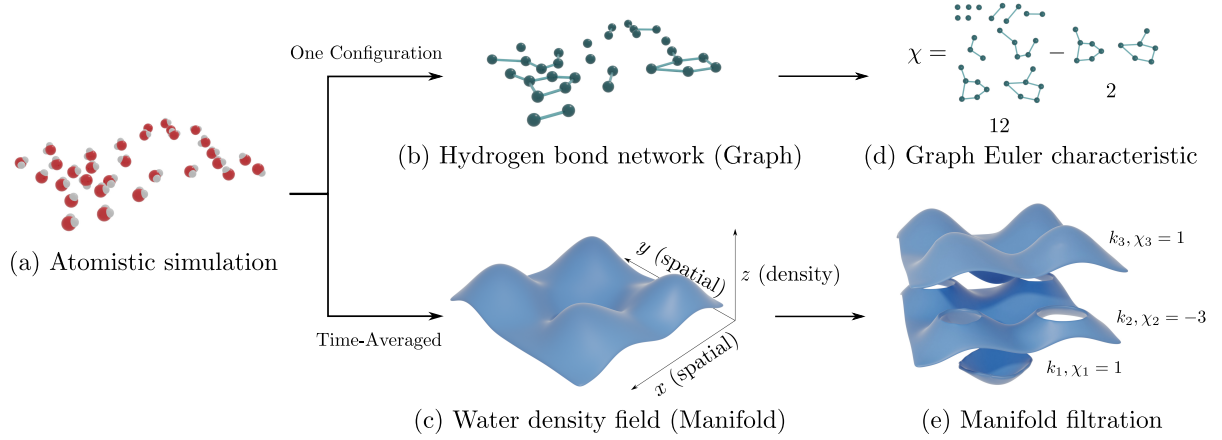 One Configuration
χ =
−
2
12
(b) Hydrogen bond network (Graph)
(d) Graph Euler characteristic
(a) Atomistic simulation
y (spatial)
z (density)
x (spatial)
Time-Averaged
k₃, χ₃ = 1
k₂, χ₂ = −3
k₁, χ₁ = 1
(c) Water density field (Manifold)
(e) Manifold filtration